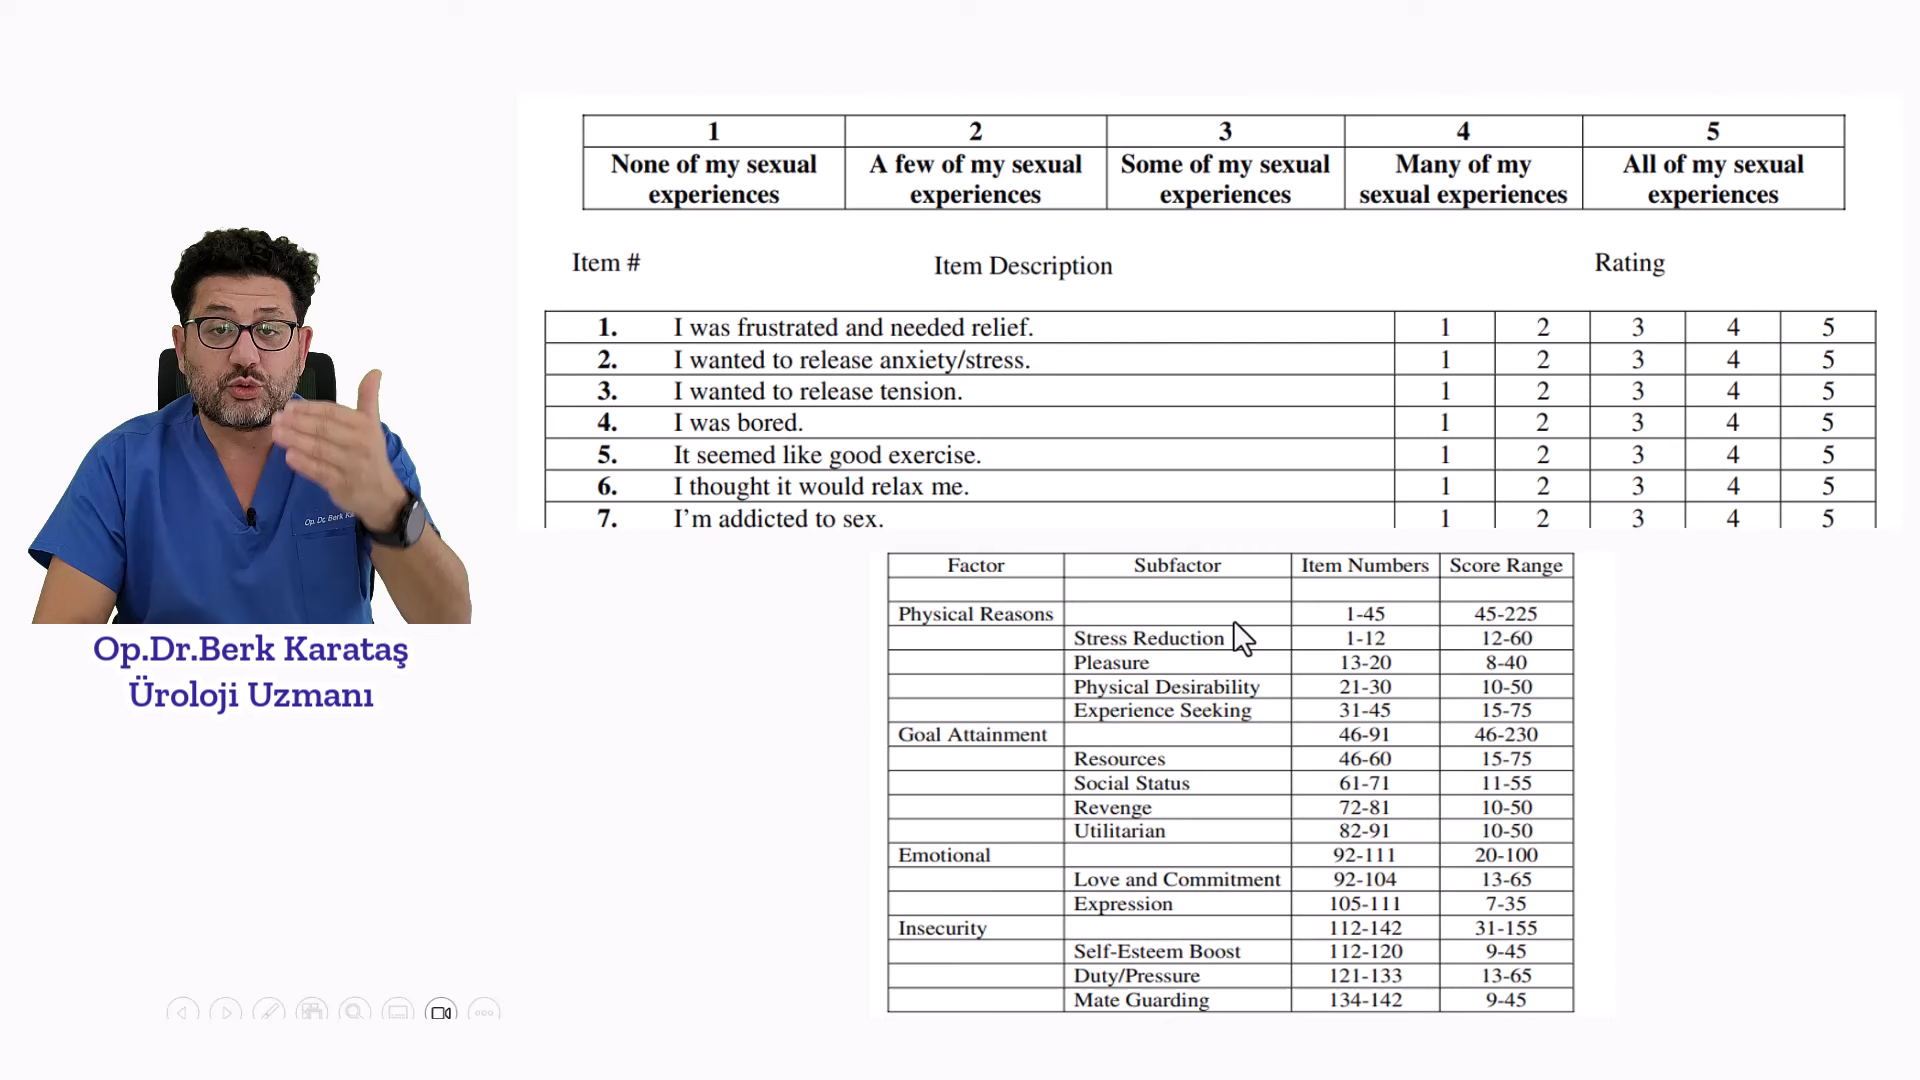 1 2 3 4 5
None of my sexual experiences A few of my sexual experiences Some of my sexual experiences Many of my sexual experiences All of my sexual experiences
Item # Item Description Rating
1. I was frustrated and needed relief. 1 2 3 4 5
2. I wanted to release anxiety/stress. 1 2 3 4 5
3. I wanted to release tension. 1 2 3 4 5
4. I was bored. 1 2 3 4 5
5. It seemed like good exercise. 1 2 3 4 5
6. I thought it would relax me. 1 2 3 4 5
7. I’m addicted to sex. 1 2 3 4 5
Op. Dr. Berk
Op.Dr.Berk Karataş
Üroloji Uzmanı
Factor Subfactor Item Numbers Score Range
Physical Reasons 1-45 45-225
Stress Reduction 1-12 12-60
Pleasure 13-20 8-40
Physical Desirability 21-30 10-50
Experience Seeking 31-45 15-75
Goal Attainment 46-91 46-230
Resources 46-60 15-75
Social Status 61-71 11-55
Revenge 72-81 10-50
Utilitarian 82-91 10-50
Emotional 92-111 20-100
Love and Commitment 92-104 13-65
Expression 105-111 7-35
Insecurity 112-142 31-155
Self-Esteem Boost 112-120 9-45
Duty/Pressure 121-133 13-65
Mate Guarding 134-142 9-45